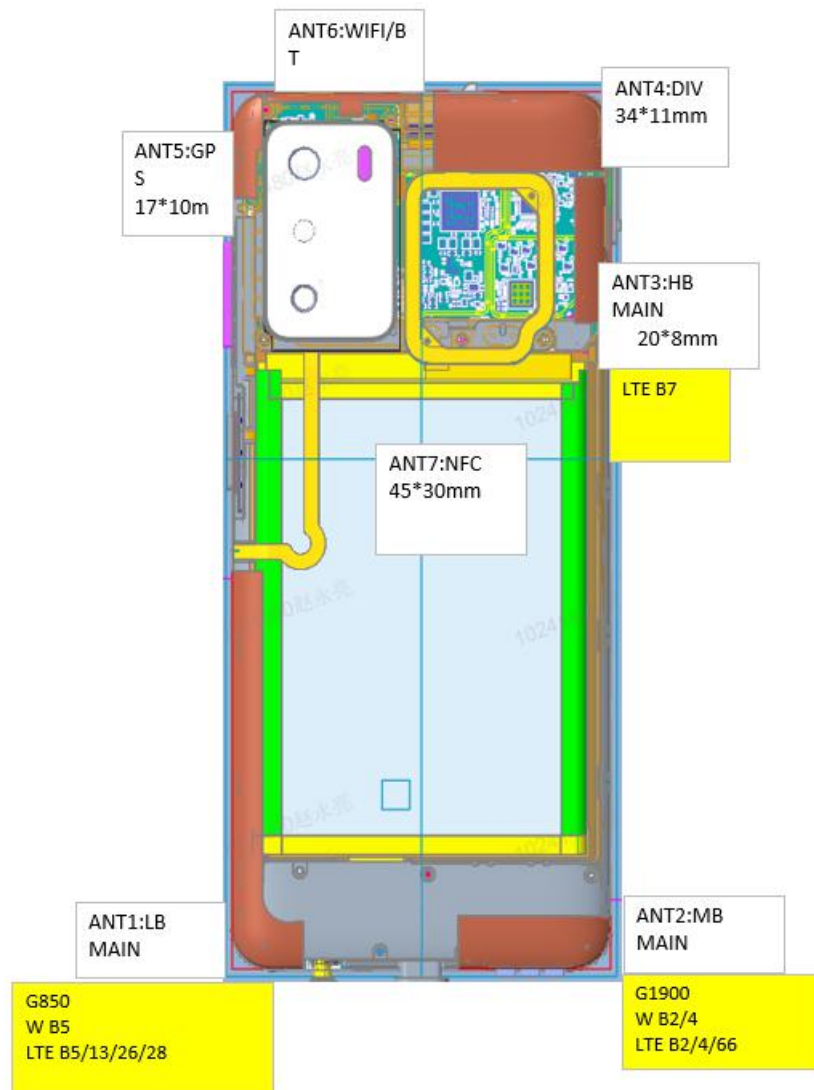 ANT6:WIFI/B
T
ANT4:DIV
34*11mm
ANT5:GP
S
17*10m
ANT3:HB
MAIN
20*8mm
LTE B7
ANT7:NFC
45*30mm
ANT1:LB
MAIN
ANT2:MB
MAIN
G850
W B5
LTE B5/13/26/28
G1900
W B2/4
LTE B2/4/66